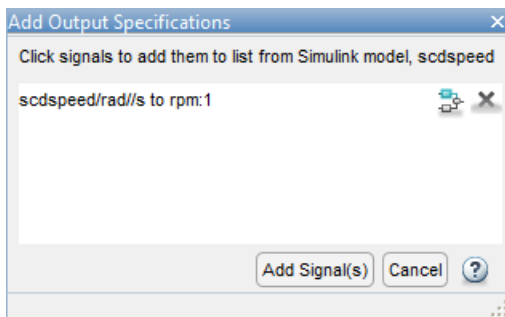 Add Output Specifications
Click signals to add them to list from Simulink model, scdspeed
scdspeed/rad//s to rpm:1
Add Signal(s) Cancel ?